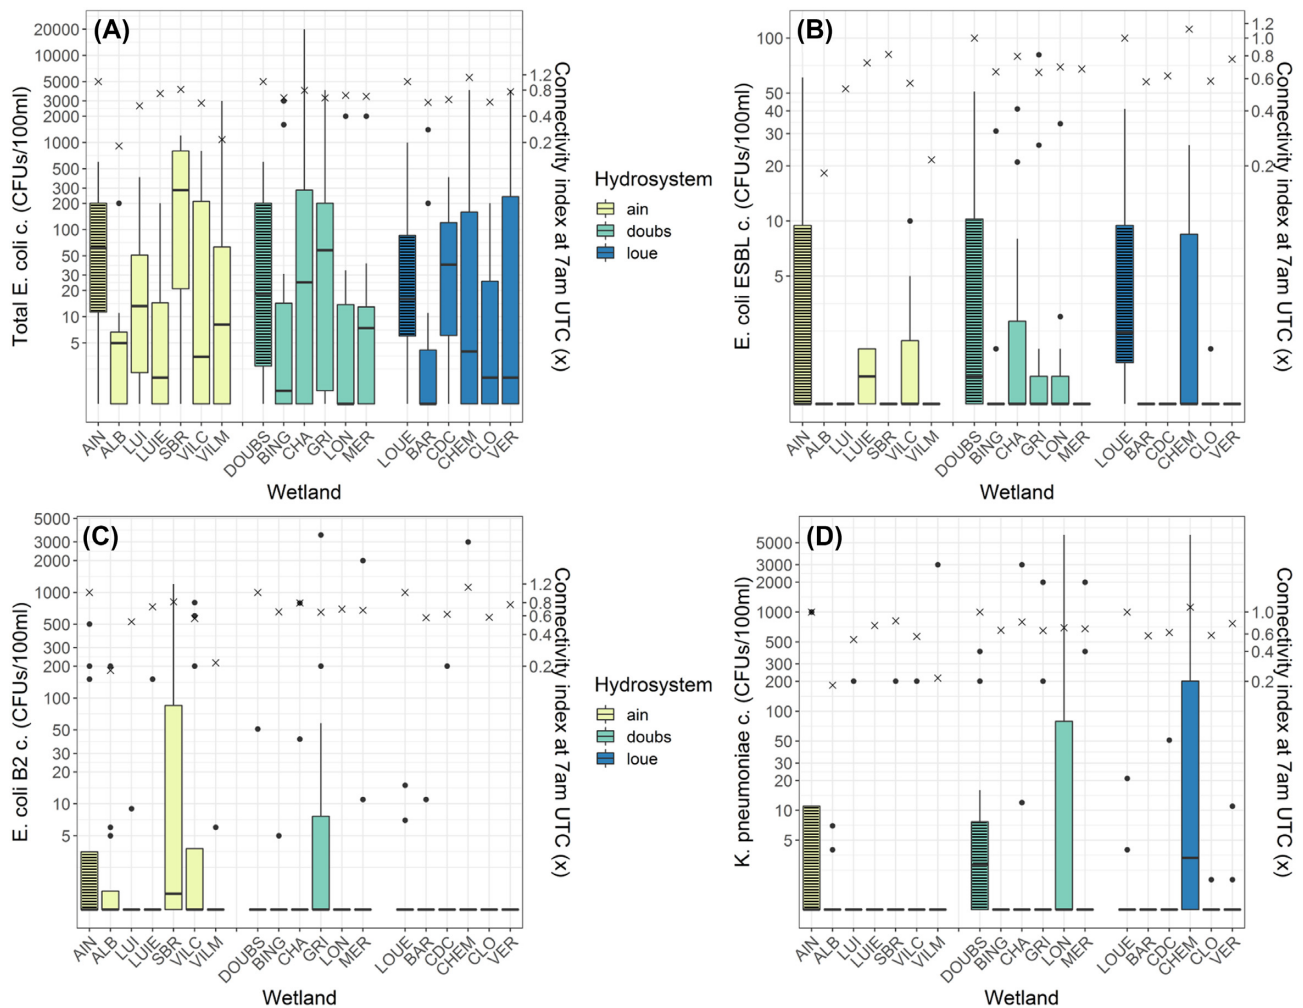 (A)
Total E. coli c. (CFUs/100ml)
20000
10000
5000
3000
2000
1000
500
300
200
100
50
30
20
10
5
1.2
0.8
0.4
0.2
Connectivity index at 7am UTC (x)
AIN ALB LUI LUIE SBR VILC VILM DOUBS BING CHA GRI LON MER LOUE BAR CDC CHEM CLO VER
Wetland
Hydrosystem
ain
doubs
loue
(B)
E. coli ESBL c. (CFUs/100ml)
100
50
40
30
20
10
5
1.2
1.0
0.8
0.6
0.4
0.2
Connectivity index at 7am UTC (x)
AIN ALB LUI LUIE SBR VILC VILM DOUBS BING CHA GRI LON MER LOUE BAR CDC CHEM CLO VER
Wetland
(C)
E. coli B2 c. (CFUs/100ml)
5000
3000
2000
1000
500
300
200
100
50
30
20
10
5
1.2
0.8
0.6
0.4
0.2
Connectivity index at 7am UTC (x)
AIN ALB LUI LUIE SBR VILC VILM DOUBS BING CHA GRI LON MER LOUE BAR CDC CHEM CLO VER
Wetland
Hydrosystem
ain
doubs
loue
(D)
K. pneumoniae c. (CFUs/100ml)
5000
3000
2000
1000
500
300
200
100
50
30
20
10
5
1.0
0.6
0.4
0.2
Connectivity index at 7am UTC (x)
AIN ALB LUI LUIE SBR VILC VILM DOUBS BING CHA GRI LON MER LOUE BAR CDC CHEM CLO VER
Wetland